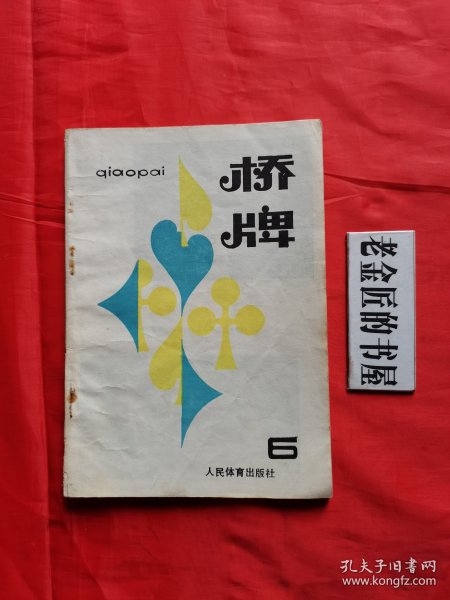 qiaopai
桥
牌
6
人民体育出版社
老金匠的书屋
孔夫子旧书网
www.kongfz.com